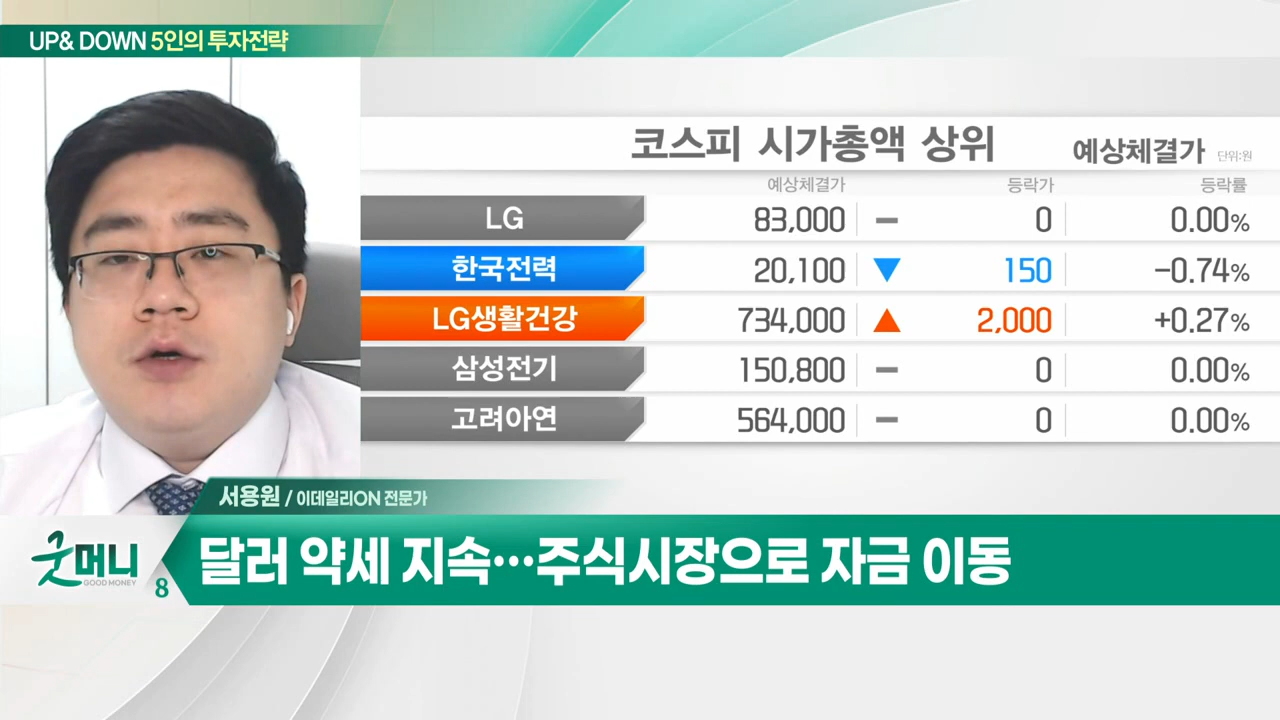 UP& DOWN 5인의 투자전략
코스피 시가총액 상위 예상체결가 단위:원
예상체결가 등락가 등락률
LG 83,000 0 0.00%
한국전력 20,100 ▼ 150 -0.74%
LG생활건강 734,000 ▲ 2,000 +0.27%
삼성전기 150,800 0 0.00%
고려아연 564,000 0 0.00%
서용원 / 이데일리ON 전문가
굿머니
GOOD MONEY
8
달러 약세 지속…주식시장으로 자금 이동